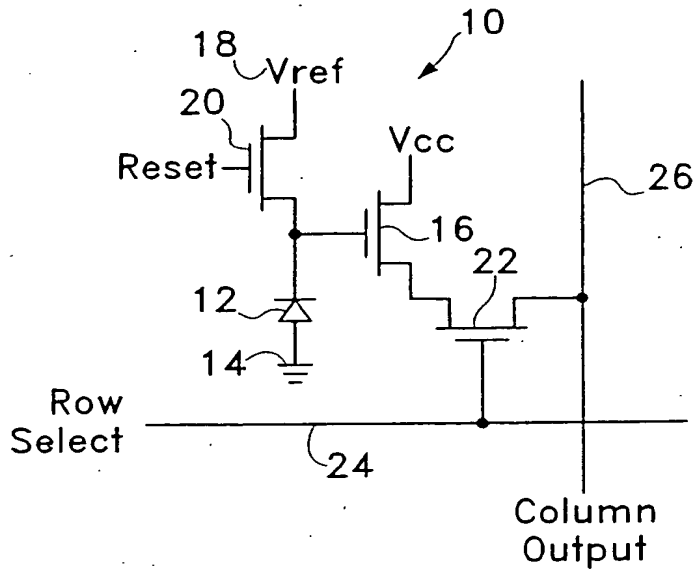 10
18
Vref
20
Reset
Vcc
26
16
22
12
14
Row
Select
24
Column
Output